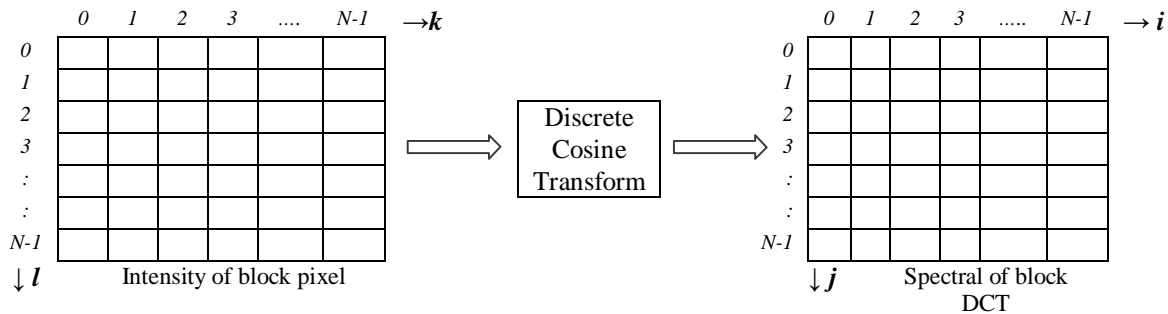 0 1 2 3 .... N-1 →k
0
1
2
3
:
:
N-1
↓ l
Intensity of block pixel
Discrete
Cosine
Transform
0 1 2 3 ..... N-1 → i
0
1
2
3
:
:
N-1
↓ j
Spectral of block
DCT